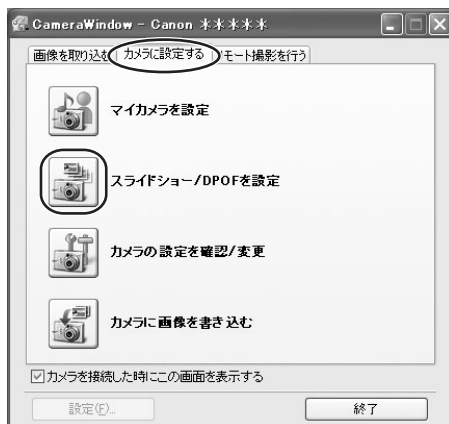 CameraWindow - Canon *****
画像を取り込む カメラに設定する モート撮影を行う
マイカメラを設定
スライドショー/DPOFを設定
カメラの設定を確認/変更
カメラに画像を書き込む
カメラを接続した時にこの画面を表示する
設定(F)... 終了